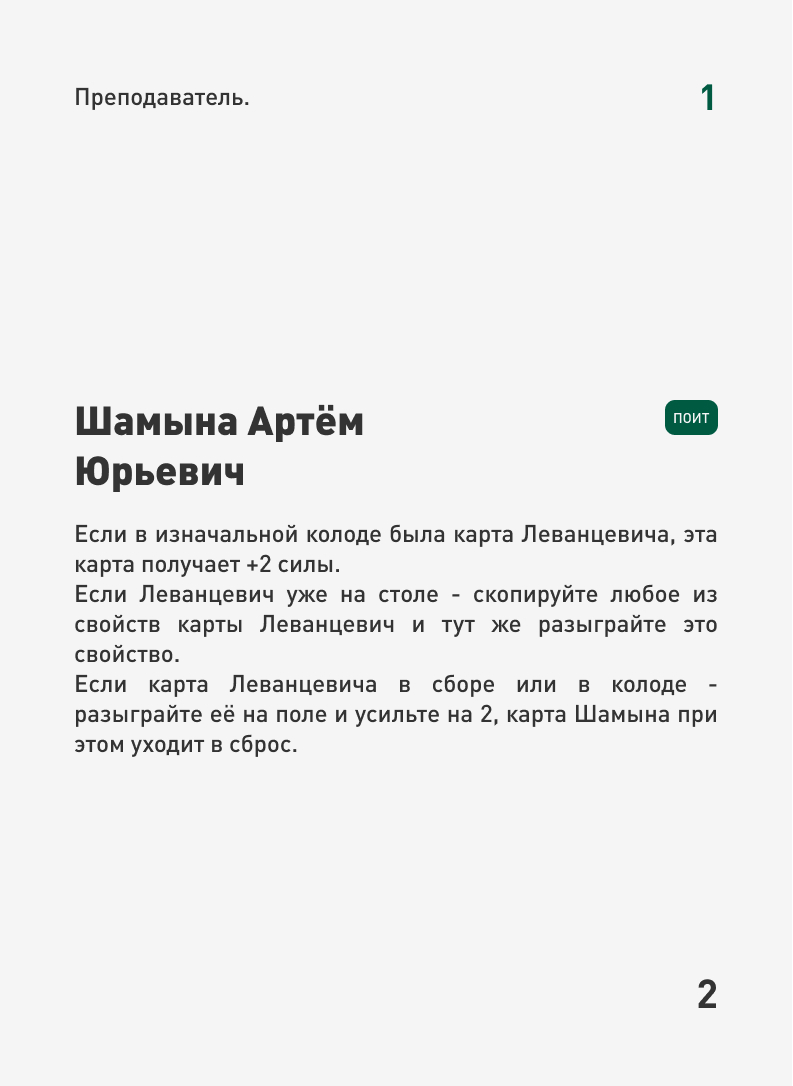 Преподаватель.
1
Шамына Артём
Юрьевич
ПОИТ
Если в изначальной колоде была карта Леванцевича, эта
карта получает +2 силы.
Если Леванцевич уже на столе - скопируйте любое из
свойств карты Леванцевич и тут же разыграйте это
свойство.
Если карта Леванцевича в сборе или в колоде -
разыграйте её на поле и усильте на 2, карта Шамына при
этом уходит в сброс.
2